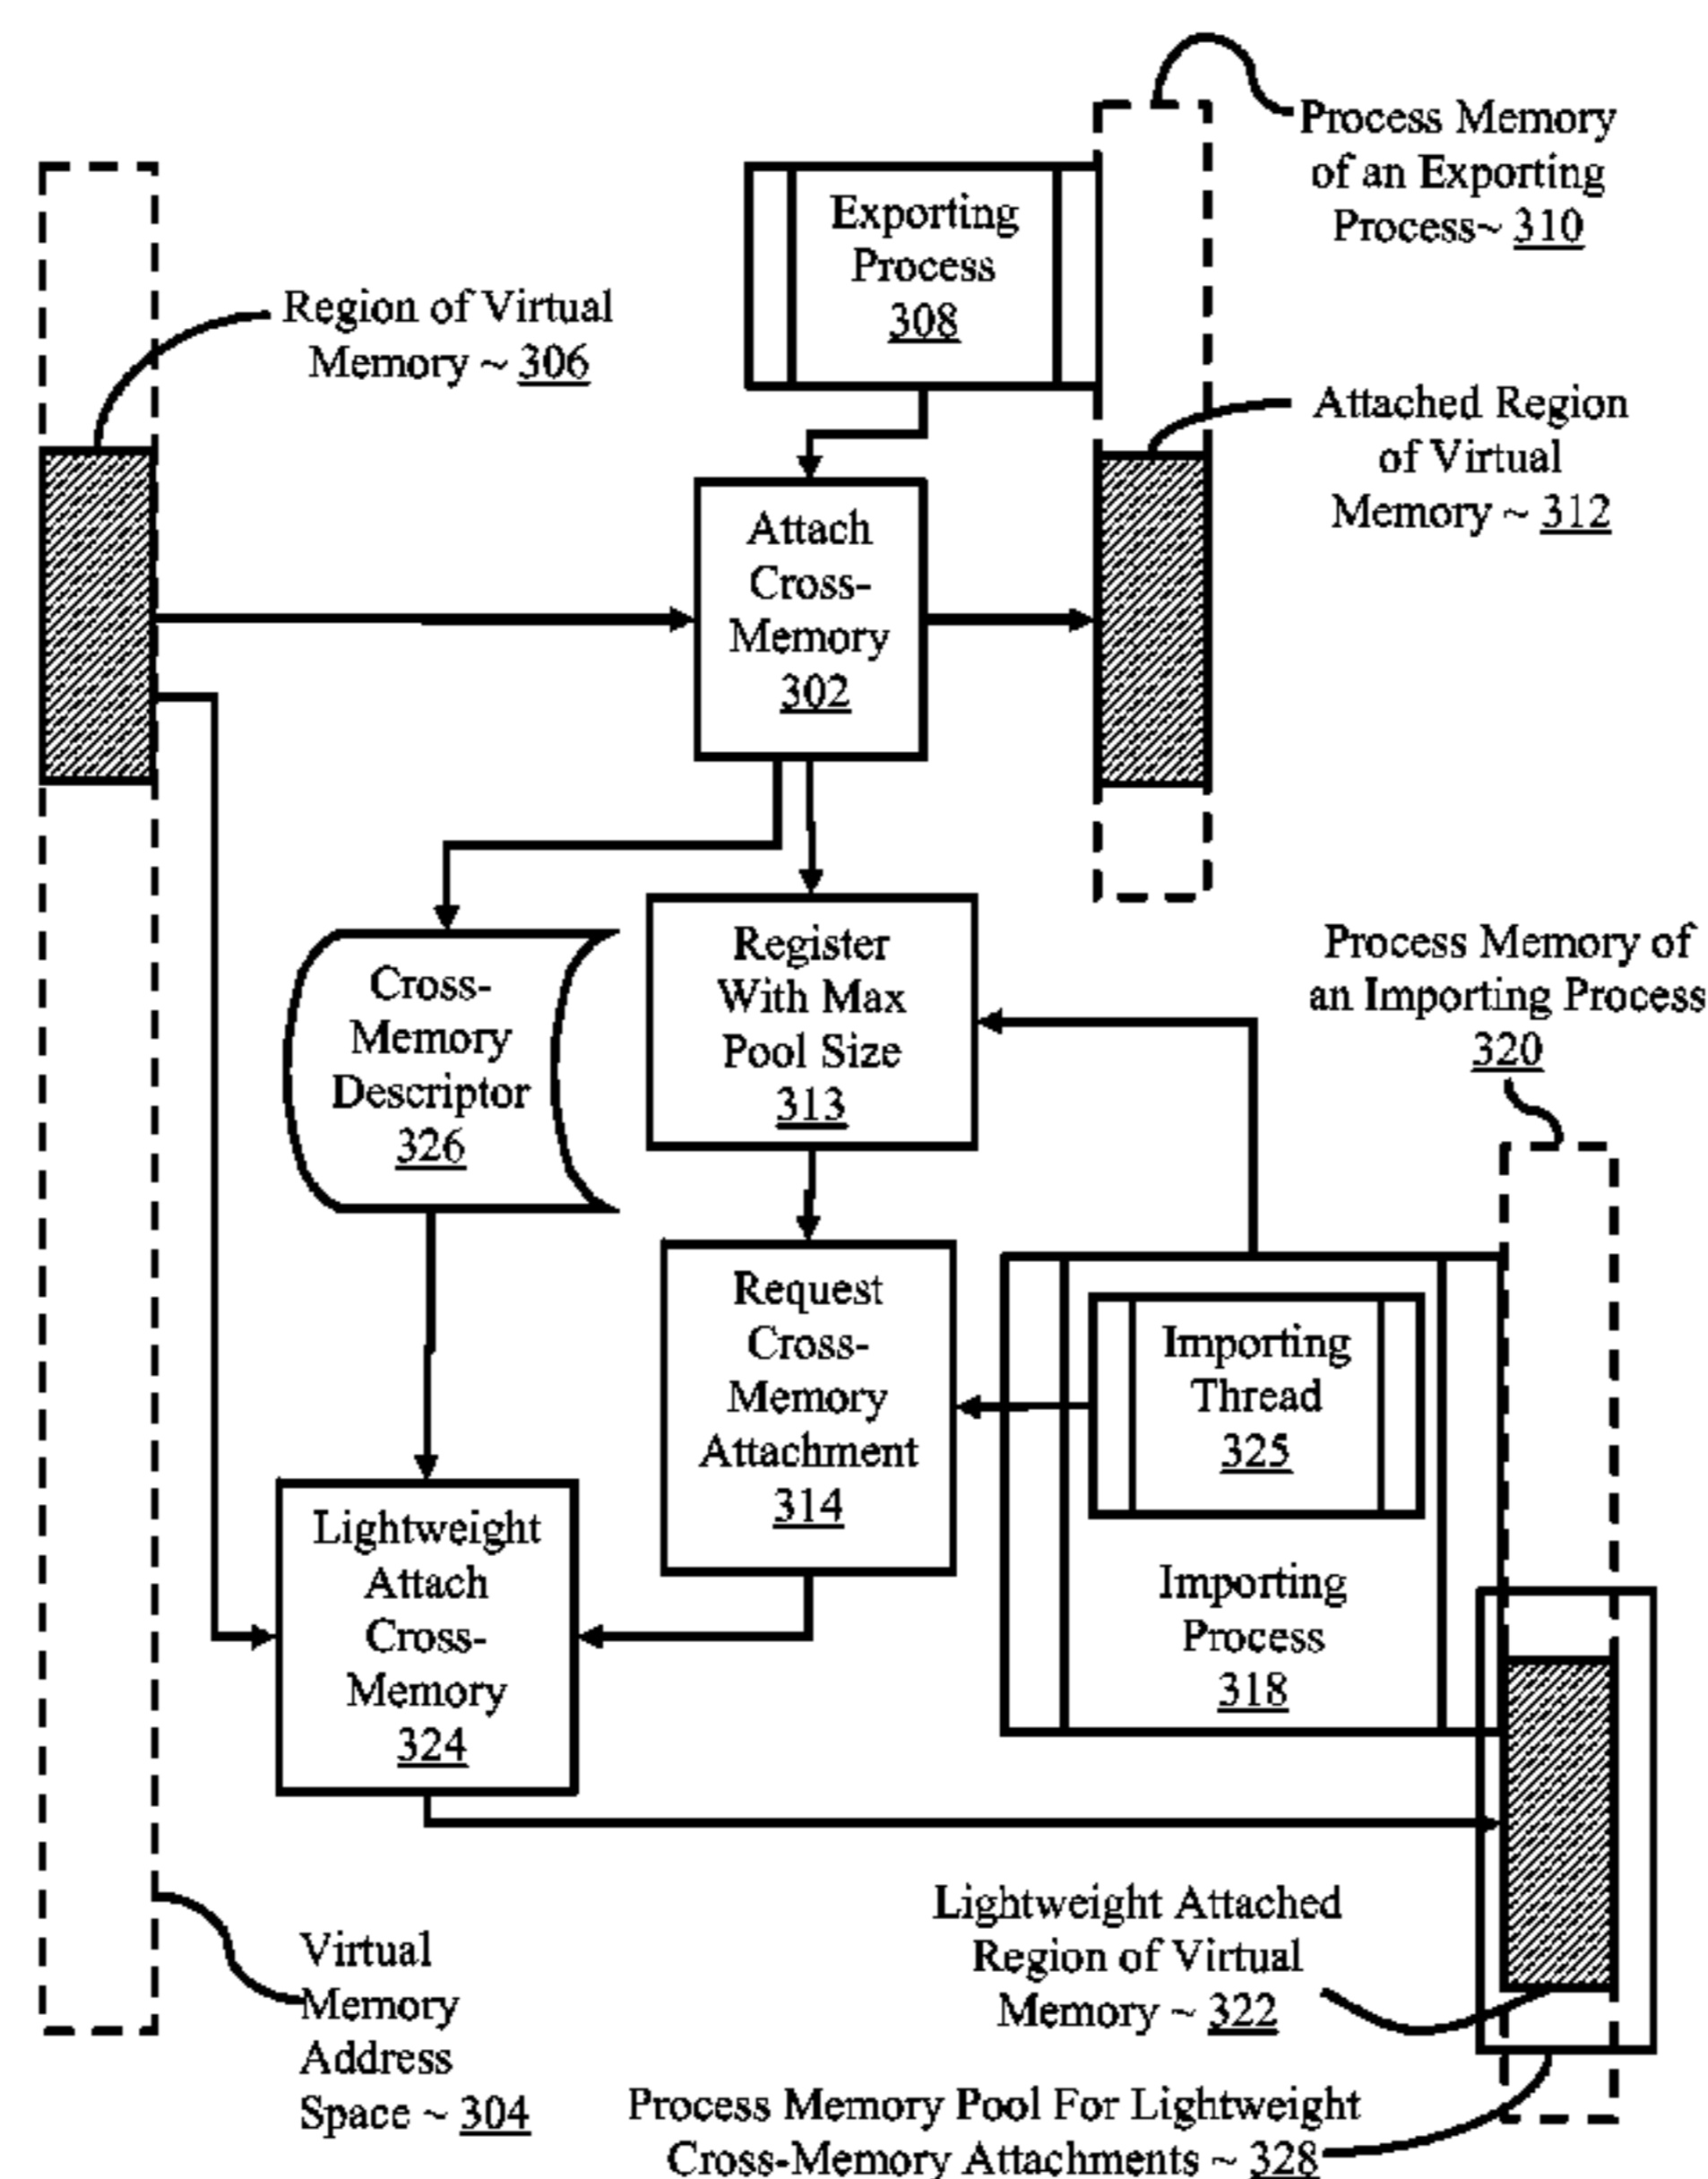 Process Memory
of an Exporting
Process~ 310
Exporting
Process
308
Region of Virtual
Memory ~ 306
Attached Region
of Virtual
Memory ~ 312
Attach
Cross-
Memory
302
Register
With Max
Pool Size
313
Cross-
Memory
Descriptor
326
Process Memory of
an Importing Process
320
Request
Cross-
Memory
Attachment
314
Importing
Thread
325
Importing
Process
318
Lightweight
Attach
Cross-
Memory
324
Lightweight Attached
Region of Virtual
Memory ~ 322
Virtual
Memory
Address
Space ~ 304
Process Memory Pool For Lightweight
Cross-Memory Attachments ~ 328